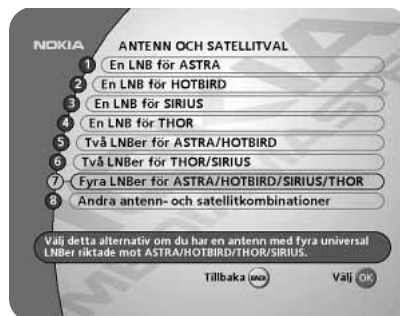 NOKIA
ANTENN OCH SATELLITVAL
1 En LNB för ASTRA
2 En LNB för HOTBIRD
3 En LNB för SIRIUS
4 En LNB för THOR
5 Två LNBer för ASTRA/HOTBIRD
6 Två LNBer för THOR/SIRIUS
7 Fyra LNBer för ASTRA/HOTBIRD/SIRIUS/THOR
8 Andra antenn- och satellitkombinationer
Välj detta alternativ om du har en antenn med fyra universal
LNBer riktade mot ASTRA/HOTBIRD/THOR/SIRIUS.
Tillbaka BACK Välj OK